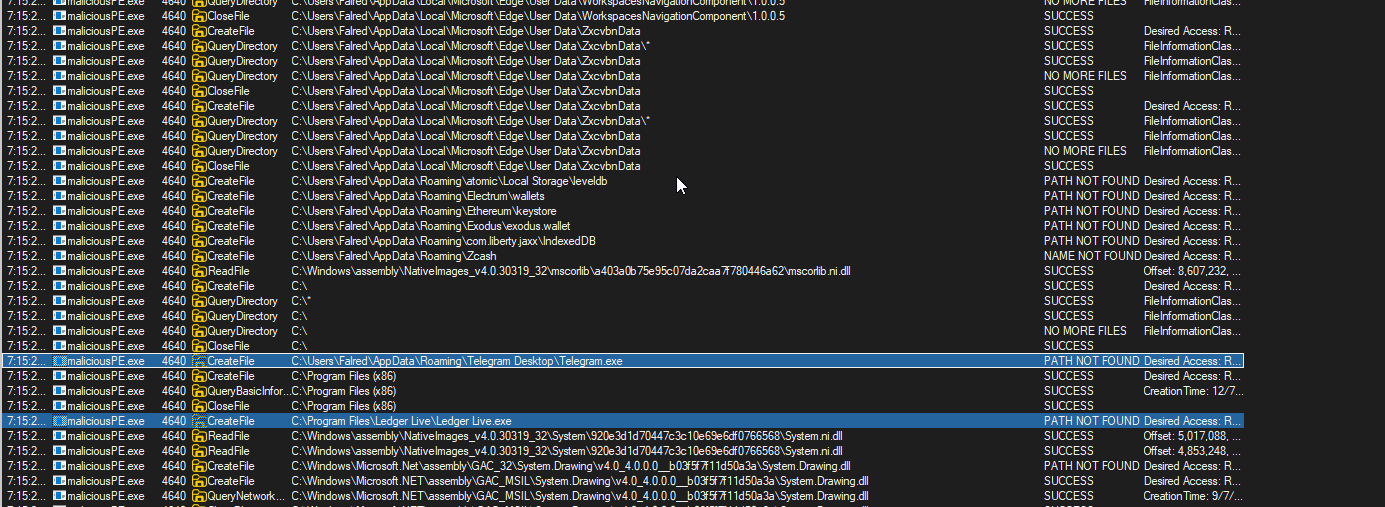 7:15:2... maliciousPE.exe 4640 QueryDirectory C:\Users\Falred\AppData\Local\Microsoft\Edge\User Data\WorkspacesNavigationComponent\1.0.0.5 NO MORE FILES FileInformationClas...
7:15:2... maliciousPE.exe 4640 CloseFile C:\Users\Falred\AppData\Local\Microsoft\Edge\User Data\WorkspacesNavigationComponent\1.0.0.5 SUCCESS
7:15:2... maliciousPE.exe 4640 CreateFile C:\Users\Falred\AppData\Local\Microsoft\Edge\User Data\ZxcvbnData SUCCESS Desired Access: R...
7:15:2... maliciousPE.exe 4640 QueryDirectory C:\Users\Falred\AppData\Local\Microsoft\Edge\User Data\ZxcvbnData\* SUCCESS FileInformationClas...
7:15:2... maliciousPE.exe 4640 QueryDirectory C:\Users\Falred\AppData\Local\Microsoft\Edge\User Data\ZxcvbnData SUCCESS FileInformationClas...
7:15:2... maliciousPE.exe 4640 QueryDirectory C:\Users\Falred\AppData\Local\Microsoft\Edge\User Data\ZxcvbnData NO MORE FILES FileInformationClas...
7:15:2... maliciousPE.exe 4640 CloseFile C:\Users\Falred\AppData\Local\Microsoft\Edge\User Data\ZxcvbnData SUCCESS
7:15:2... maliciousPE.exe 4640 CreateFile C:\Users\Falred\AppData\Local\Microsoft\Edge\User Data\ZxcvbnData SUCCESS Desired Access: R...
7:15:2... maliciousPE.exe 4640 QueryDirectory C:\Users\Falred\AppData\Local\Microsoft\Edge\User Data\ZxcvbnData\* SUCCESS FileInformationClas...
7:15:2... maliciousPE.exe 4640 QueryDirectory C:\Users\Falred\AppData\Local\Microsoft\Edge\User Data\ZxcvbnData SUCCESS FileInformationClas...
7:15:2... maliciousPE.exe 4640 QueryDirectory C:\Users\Falred\AppData\Local\Microsoft\Edge\User Data\ZxcvbnData NO MORE FILES FileInformationClas...
7:15:2... maliciousPE.exe 4640 CloseFile C:\Users\Falred\AppData\Local\Microsoft\Edge\User Data\ZxcvbnData SUCCESS
7:15:2... maliciousPE.exe 4640 CreateFile C:\Users\Falred\AppData\Roaming\atomic\Local Storage\leveldb PATH NOT FOUND Desired Access: R...
7:15:2... maliciousPE.exe 4640 CreateFile C:\Users\Falred\AppData\Roaming\Electrum\wallets PATH NOT FOUND Desired Access: R...
7:15:2... maliciousPE.exe 4640 CreateFile C:\Users\Falred\AppData\Roaming\Ethereum\keystore PATH NOT FOUND Desired Access: R...
7:15:2... maliciousPE.exe 4640 CreateFile C:\Users\Falred\AppData\Roaming\Exodus\exodus.wallet PATH NOT FOUND Desired Access: R...
7:15:2... maliciousPE.exe 4640 CreateFile C:\Users\Falred\AppData\Roaming\com.liberty.jaxx\IndexedDB PATH NOT FOUND Desired Access: R...
7:15:2... maliciousPE.exe 4640 CreateFile C:\Users\Falred\AppData\Roaming\Zcash NAME NOT FOUND Desired Access: R...
7:15:2... maliciousPE.exe 4640 ReadFile C:\Windows\assembly\NativeImages_v4.0.30319_32\mscorlib\a403a0b75e95c07da2caa7f780446a62\mscorlib.ni.dll SUCCESS Offset: 8,607,232, ...
7:15:2... maliciousPE.exe 4640 CreateFile C:\ SUCCESS Desired Access: R...
7:15:2... maliciousPE.exe 4640 QueryDirectory C:\* SUCCESS FileInformationClas...
7:15:2... maliciousPE.exe 4640 QueryDirectory C:\ SUCCESS FileInformationClas...
7:15:2... maliciousPE.exe 4640 QueryDirectory C:\ NO MORE FILES FileInformationClas...
7:15:2... maliciousPE.exe 4640 CloseFile C:\ SUCCESS
7:15:2... maliciousPE.exe 4640 CreateFile C:\Users\Falred\AppData\Roaming\Telegram Desktop\Telegram.exe PATH NOT FOUND Desired Access: R...
7:15:2... maliciousPE.exe 4640 CreateFile C:\Program Files (x86) SUCCESS Desired Access: R...
7:15:2... maliciousPE.exe 4640 QueryBasicInfor... C:\Program Files (x86) SUCCESS CreationTime: 12/7...
7:15:2... maliciousPE.exe 4640 CloseFile C:\Program Files (x86) SUCCESS
7:15:2... maliciousPE.exe 4640 CreateFile C:\Program Files\Ledger Live\Ledger Live.exe PATH NOT FOUND Desired Access: R...
7:15:2... maliciousPE.exe 4640 ReadFile C:\Windows\assembly\NativeImages_v4.0.30319_32\System\920e3d1d70447c3c10e69e6df0766568\System.ni.dll SUCCESS Offset: 5,017,088, ...
7:15:2... maliciousPE.exe 4640 ReadFile C:\Windows\assembly\NativeImages_v4.0.30319_32\System\920e3d1d70447c3c10e69e6df0766568\System.ni.dll SUCCESS Offset: 4,853,248, ...
7:15:2... maliciousPE.exe 4640 CreateFile C:\Windows\Microsoft.Net\assembly\GAC_32\System.Drawing\v4.0_4.0.0.0__b03f5f7f11d50a3a\System.Drawing.dll PATH NOT FOUND Desired Access: R...
7:15:2... maliciousPE.exe 4640 CreateFile C:\Windows\Microsoft.NET\assembly\GAC_MSIL\System.Drawing\v4.0_4.0.0.0__b03f5f7f11d50a3a\System.Drawing.dll SUCCESS Desired Access: R...
7:15:2... maliciousPE.exe 4640 QueryNetwork... C:\Windows\Microsoft.NET\assembly\GAC_MSIL\System.Drawing\v4.0_4.0.0.0__b03f5f7f11d50a3a\System.Drawing.dll SUCCESS CreationTime: 9/7/...